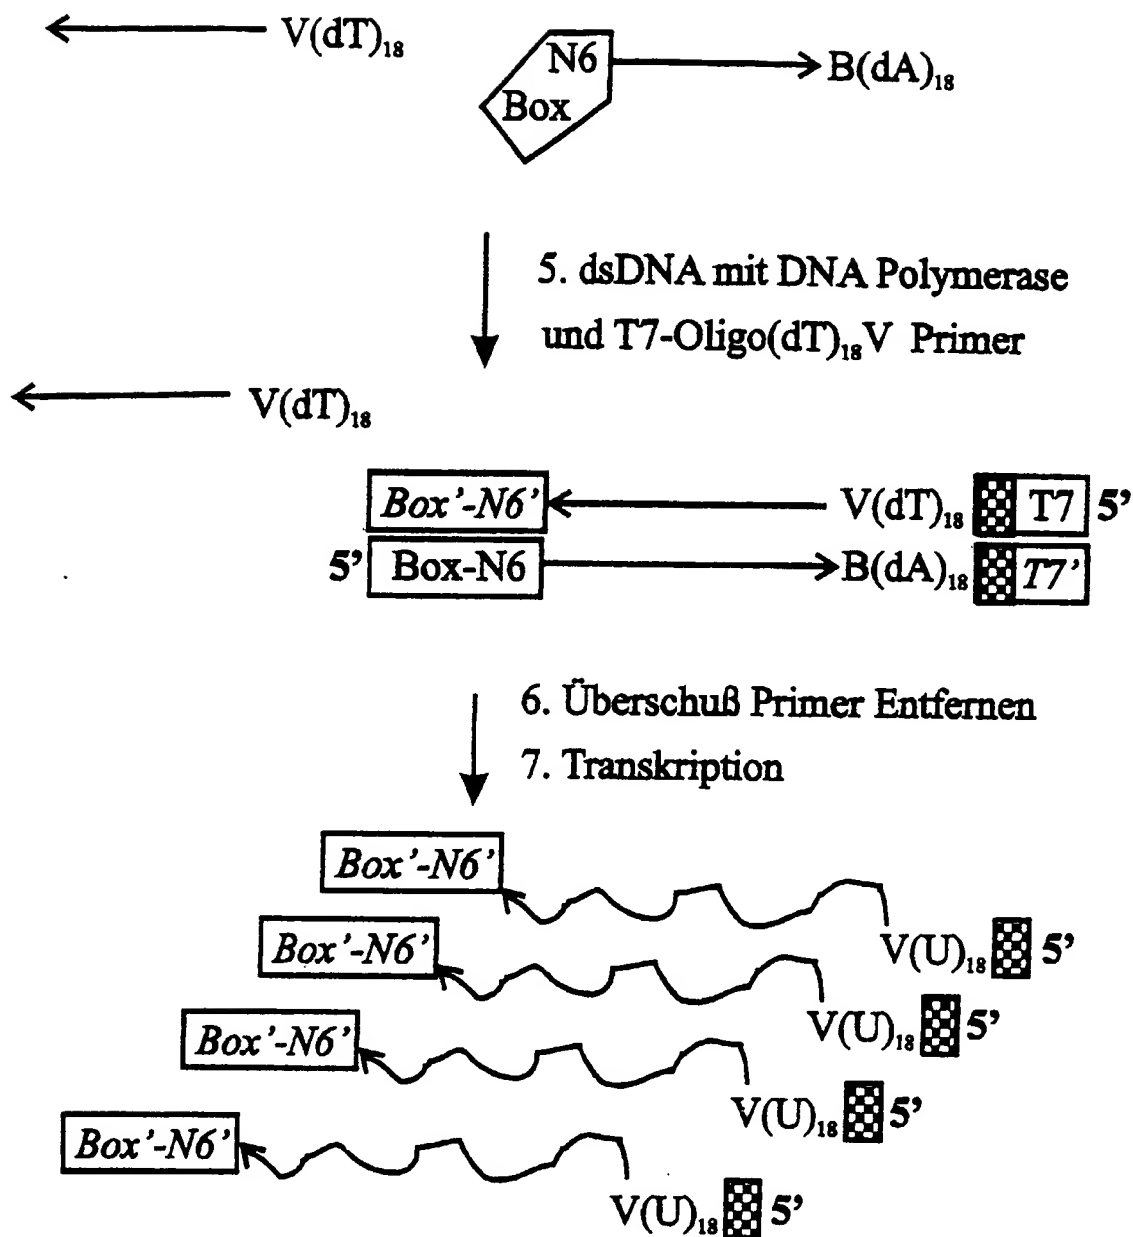 V(dT)₁₈
N6
B(dA)₁₈
Box
5. dsDNA mit DNA Polymerase
und T7-Oligo(dT)₁₈V Primer
V(dT)₁₈
Box’-N6’ V(dT)₁₈ T7 5’
5’ Box-N6 B(dA)₁₈ T7’
6. Überschuß Primer Entfernen
7. Transkription
Box’-N6’
V(U)₁₈ 5’
Box’-N6’
V(U)₁₈ 5’
Box’-N6’
V(U)₁₈ 5’
Box’-N6’
V(U)₁₈ 5’